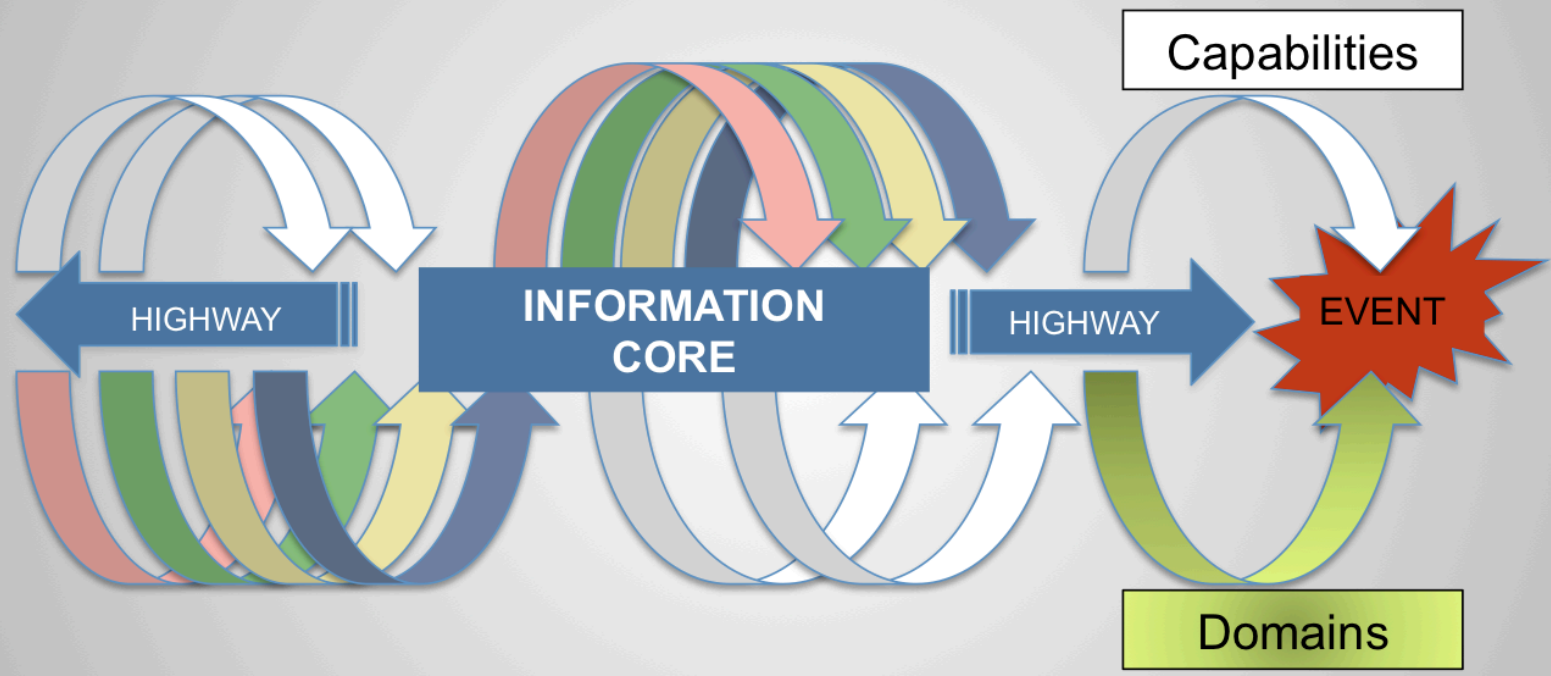 Capabilities
HIGHWAY
INFORMATION
CORE
HIGHWAY
EVENT
Domains